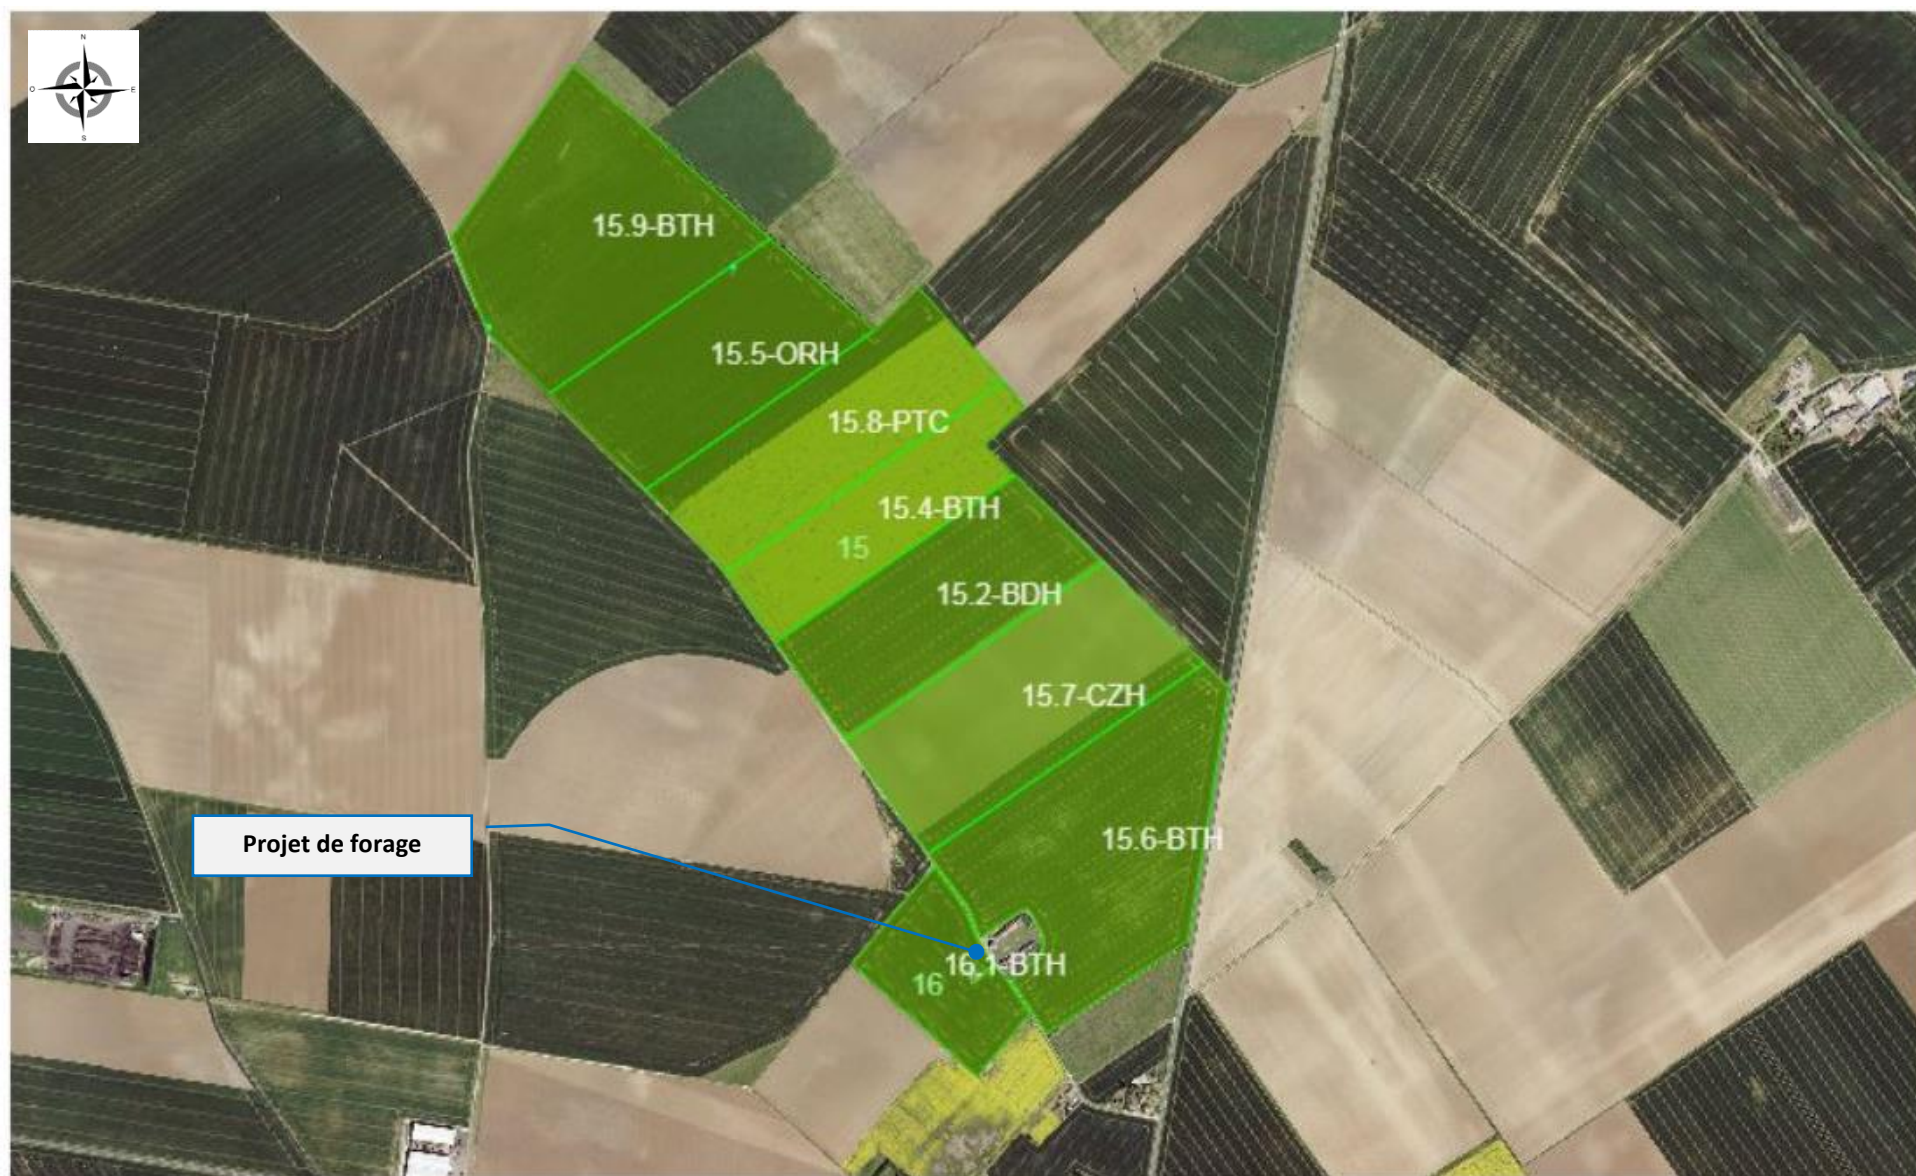 N
O E
S
15.9-BTH
15.5-ORH
15.8-PTC
15.4-BTH
15
15.2-BDH
15.7-CZH
Projet de forage
15.6-BTH
16.1-BTH
16